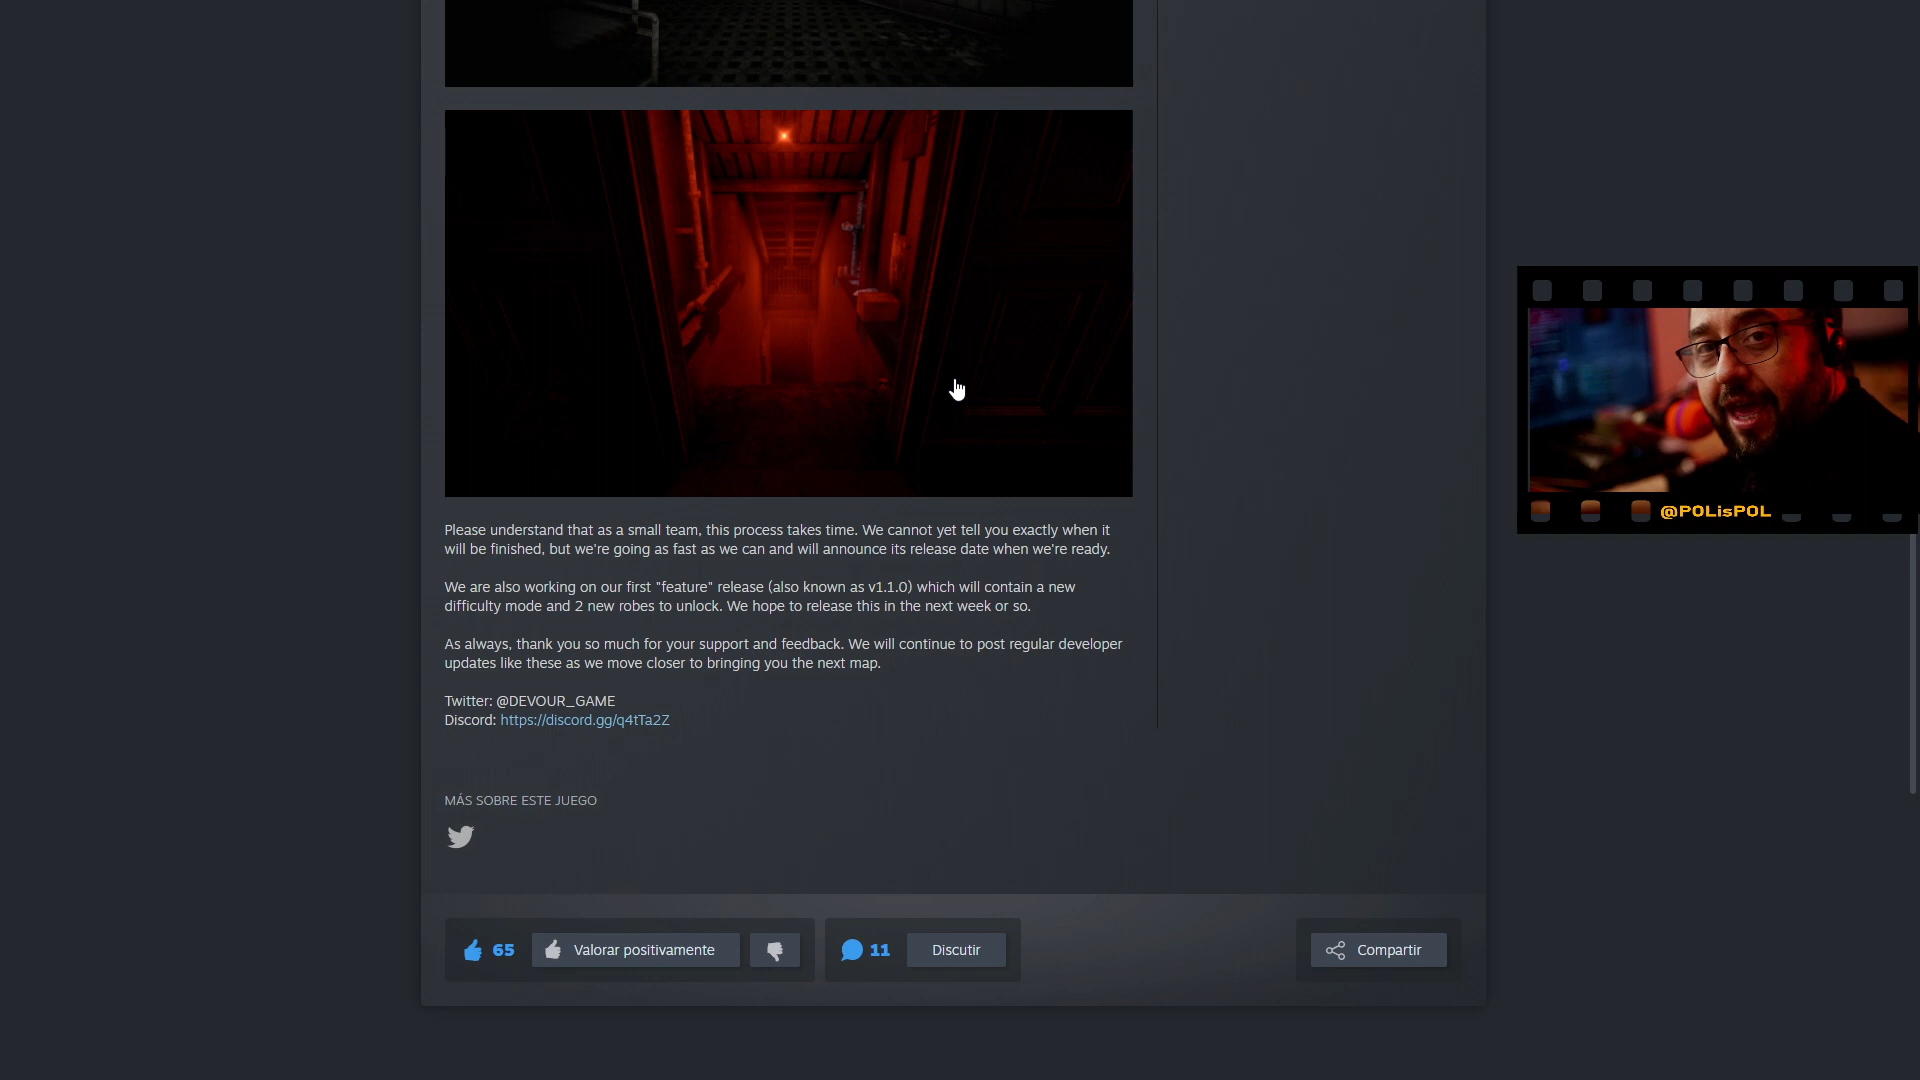 Please understand that as a small team, this process takes time. We cannot yet tell you exactly when it
will be finished, but we're going as fast as we can and will announce its release date when we're ready.
We are also working on our first "feature" release (also known as v1.1.0) which will contain a new
difficulty mode and 2 new robes to unlock. We hope to release this in the next week or so.
As always, thank you so much for your support and feedback. We will continue to post regular developer
updates like these as we move closer to bringing you the next map.
Twitter: @DEVOUR_GAME
Discord: https://discord.gg/q4tTa2Z
@POLisPOL
MÁS SOBRE ESTE JUEGO
65
Valorar positivamente
11
Discutir
Compartir